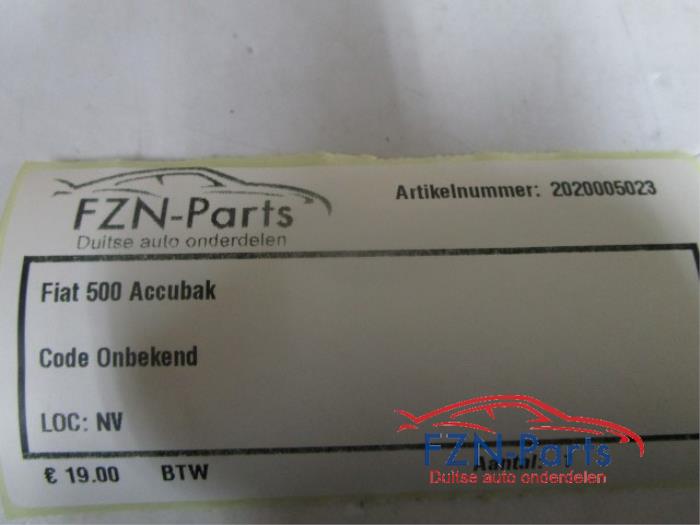 FZN-Parts
Duitse auto onderdelen
Artikelnummer: 2020005023
Fiat 500 Accubak
Code Onbekend
LOC: NV
€ 19.00 BTW
Aantal:
FZN-Parts
Duitse auto onderdelen